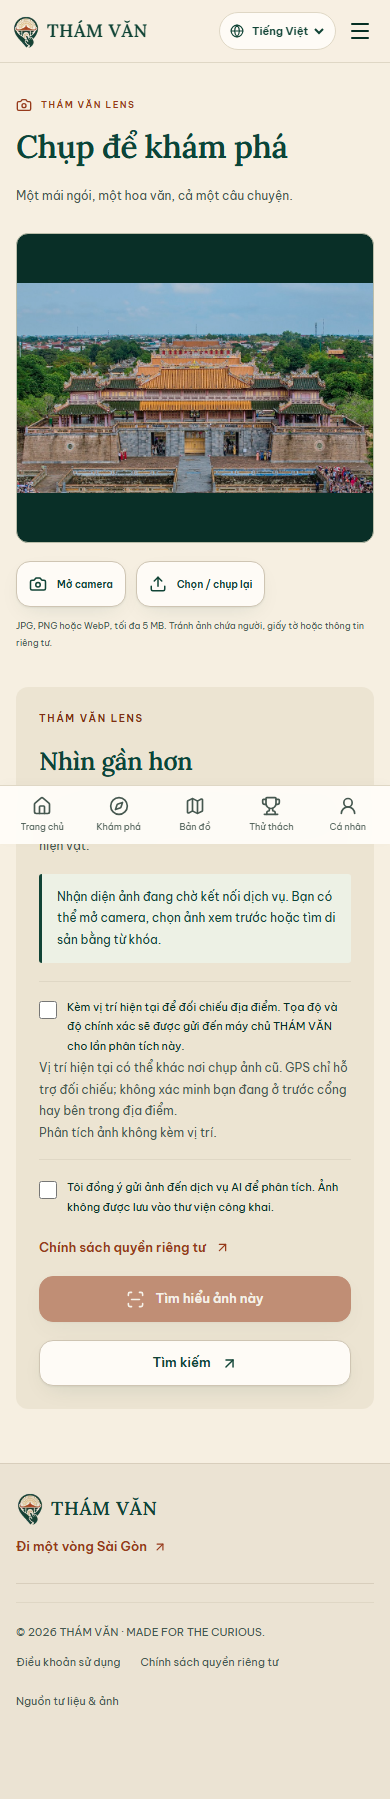 THÁM VĂN
Tiếng Việt
THÁM VĂN LENS
Chụp để khám phá
Một mái ngói, một hoa văn, cả một câu chuyện.
Mở camera
Chọn / chụp lại
JPG, PNG hoặc WebP, tối đa 5 MB. Tránh ảnh chứa người, giấy tờ hoặc thông tin
riêng tư.
THÁM VĂN LENS
Nhìn gần hơn
Trang chủ
Khám phá
Bản đồ
Thử thách
Cá nhân
hiện vật.
Nhận diện ảnh đang chờ kết nối dịch vụ. Bạn có
thể mở camera, chọn ảnh xem trước hoặc tìm di
sản bằng từ khóa.
Kèm vị trí hiện tại để đối chiếu địa điểm. Tọa độ và
độ chính xác sẽ được gửi đến máy chủ THÁM VĂN
cho lần phân tích này.
Vị trí hiện tại có thể khác nơi chụp ảnh cũ. GPS chỉ hỗ
trợ đối chiếu; không xác minh bạn đang ở trước cổng
hay bên trong địa điểm.
Phân tích ảnh không kèm vị trí.
Tôi đồng ý gửi ảnh đến dịch vụ AI để phân tích. Ảnh
không được lưu vào thư viện công khai.
Chính sách quyền riêng tư
Tìm hiểu ảnh này
Tìm kiếm
THÁM VĂN
Đi một vòng Sài Gòn
© 2026 THÁM VĂN · MADE FOR THE CURIOUS.
Điều khoản sử dụng
Chính sách quyền riêng tư
Nguồn tư liệu & ảnh